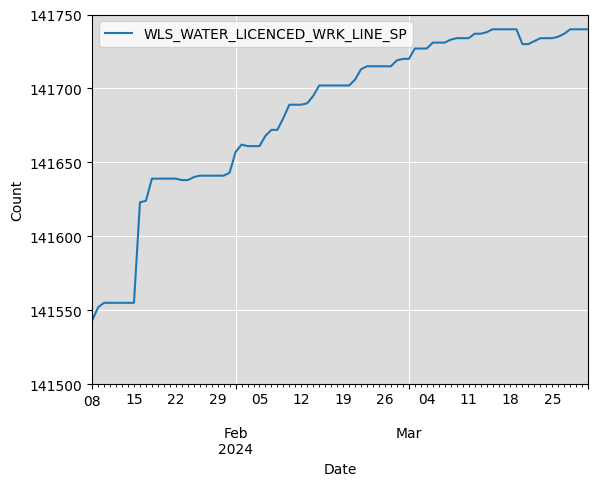 WLS_WATER_LICENCED_WRK_LINE_SP
141750
141700
141650
141600
141550
141500
Count
08 15 22 29 05 12 19 26 04 11 18 25
Feb Mar
2024
Date